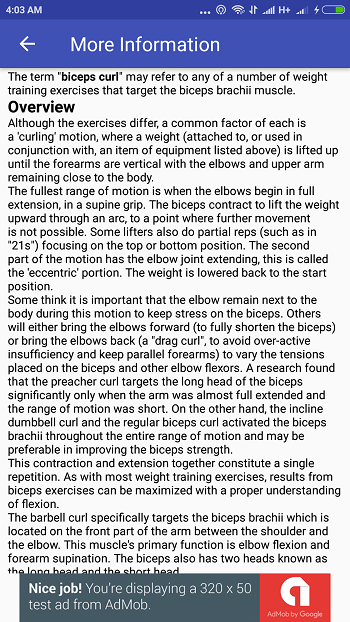 4:03 AM
... H+
More Information
The term "biceps curl" may refer to any of a number of weight
training exercises that target the biceps brachii muscle.
Overview
Although the exercises differ, a common factor of each is
a 'curling' motion, where a weight (attached to, or used in
conjunction with, an item of equipment listed above) is lifted up
until the forearms are vertical with the elbows and upper arm
remaining close to the body.
The fullest range of motion is when the elbows begin in full
extension, in a supine grip. The biceps contract to lift the weight
upward through an arc, to a point where further movement
is not possible. Some lifters also do partial reps (such as in
"21s") focusing on the top or bottom position. The second
part of the motion has the elbow joint extending, this is called
the 'eccentric' portion. The weight is lowered back to the start
position.
Some think it is important that the elbow remain next to the
body during this motion to keep stress on the biceps. Others
will either bring the elbows forward (to fully shorten the biceps)
or bring the elbows back (a "drag curl", to avoid over-active
insufficiency and keep parallel forearms) to vary the tensions
placed on the biceps and other elbow flexors. A research found
that the preacher curl targets the long head of the biceps
significantly only when the arm was almost full extended and
the range of motion was short. On the other hand, the incline
dumbbell curl and the regular biceps curl activated the biceps
brachii throughout the entire range of motion and may be
preferable in improving the biceps strength.
This contraction and extension together constitute a single
repetition. As with most weight training exercises, results from
biceps exercises can be maximized with a proper understanding
of flexion.
The barbell curl specifically targets the biceps brachii which is
located on the front part of the arm between the shoulder and
the elbow. This muscle's primary function is elbow flexion and
forearm supination. The biceps also has two heads known as
the long head and the short head
Nice job! You're displaying a 320 x 50
test ad from AdMob.
AdMob by Google